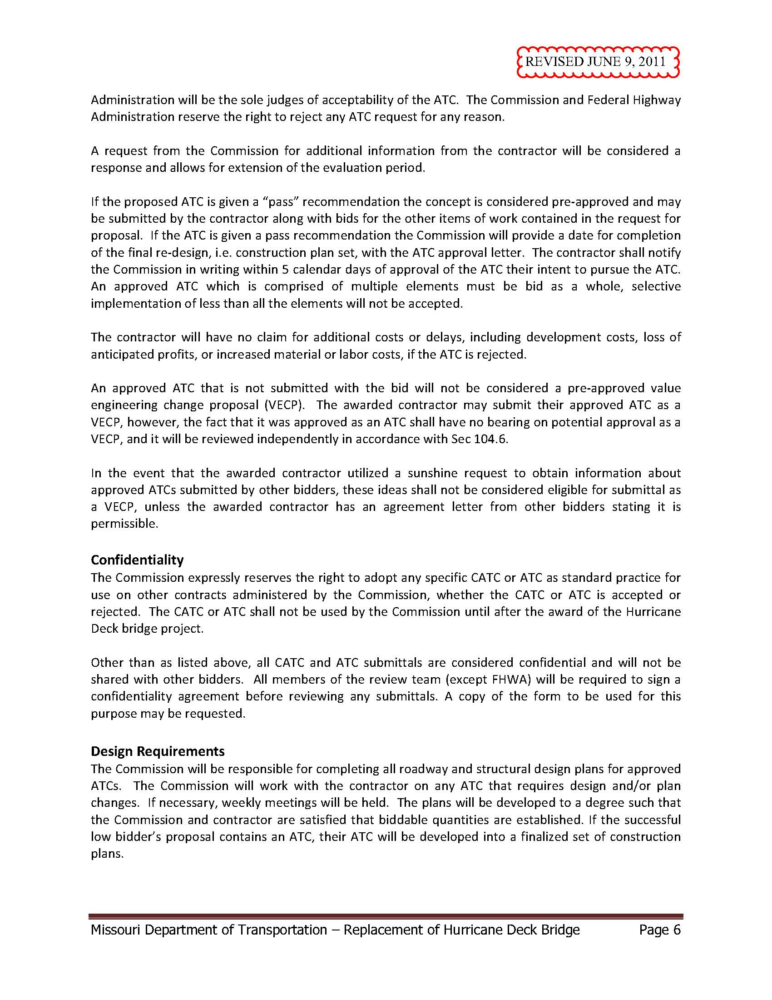 REVISED JUNE 9, 2011
Administration will be the sole judges of acceptability of the ATC.  The Commission and Federal Highway
Administration reserve the right to reject any ATC request for any reason.
A request from the Commission for additional information from the contractor will be considered a
response and allows for extension of the evaluation period.
If the proposed ATC is given a “pass” recommendation the concept is considered pre-approved and may
be submitted by the contractor along with bids for the other items of work contained in the request for
proposal.  If the ATC is given a pass recommendation the Commission will provide a date for completion
of the final re-design, i.e. construction plan set, with the ATC approval letter.  The contractor shall notify
the Commission in writing within 5 calendar days of approval of the ATC their intent to pursue the ATC.
An approved ATC which is comprised of multiple elements must be bid as a whole, selective
implementation of less than all the elements will not be accepted.
The contractor will have no claim for additional costs or delays, including development costs, loss of
anticipated profits, or increased material or labor costs, if the ATC is rejected.
An approved ATC that is not submitted with the bid will not be considered a pre-approved value
engineering change proposal (VECP).  The awarded contractor may submit their approved ATC as a
VECP, however, the fact that it was approved as an ATC shall have no bearing on potential approval as a
VECP, and it will be reviewed independently in accordance with Sec 104.6.
In the event that the awarded contractor utilized a sunshine request to obtain information about
approved ATCs submitted by other bidders, these ideas shall not be considered eligible for submittal as
a VECP, unless the awarded contractor has an agreement letter from other bidders stating it is
permissible.
Confidentiality
The Commission expressly reserves the right to adopt any specific CATC or ATC as standard practice for
use on other contracts administered by the Commission, whether the CATC or ATC is accepted or
rejected.  The CATC or ATC shall not be used by the Commission until after the award of the Hurricane
Deck bridge project.
Other than as listed above, all CATC and ATC submittals are considered confidential and will not be
shared with other bidders.  All members of the review team (except FHWA) will be required to sign a
confidentiality agreement before reviewing any submittals. A copy of the form to be used for this
purpose may be requested.
Design Requirements
The Commission will be responsible for completing all roadway and structural design plans for approved
ATCs.  The Commission will work with the contractor on any ATC that requires design and/or plan
changes.  If necessary, weekly meetings will be held.  The plans will be developed to a degree such that
the Commission and contractor are satisfied that biddable quantities are established. If the successful
low bidder’s proposal contains an ATC, their ATC will be developed into a finalized set of construction
plans.
Missouri Department of Transportation – Replacement of Hurricane Deck Bridge Page 6